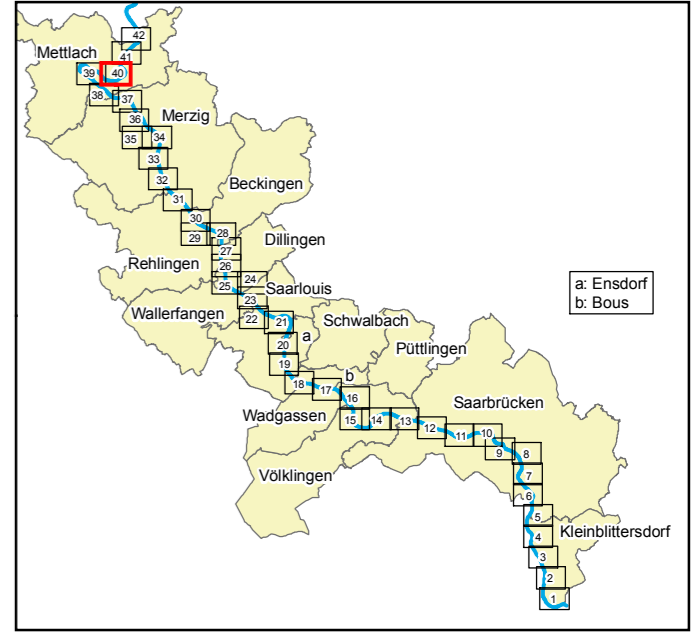 42
Mettlach
41
39
40
38
37
36
Merzig
35
34
33
32
Beckingen
31
30
29
28
Dillingen
27
Rehlingen
26
25
24
Saarlouis
23
a: Ensdorf
b: Bous
Wallerfangen
22
21
Schwalbach
a
20
Püttlingen
19
b
18
17
16
Saarbrücken
Wadgassen
15
14
13
12
11
10
9
8
Völklingen
7
6
5
Kleinblittersdorf
4
3
2
1